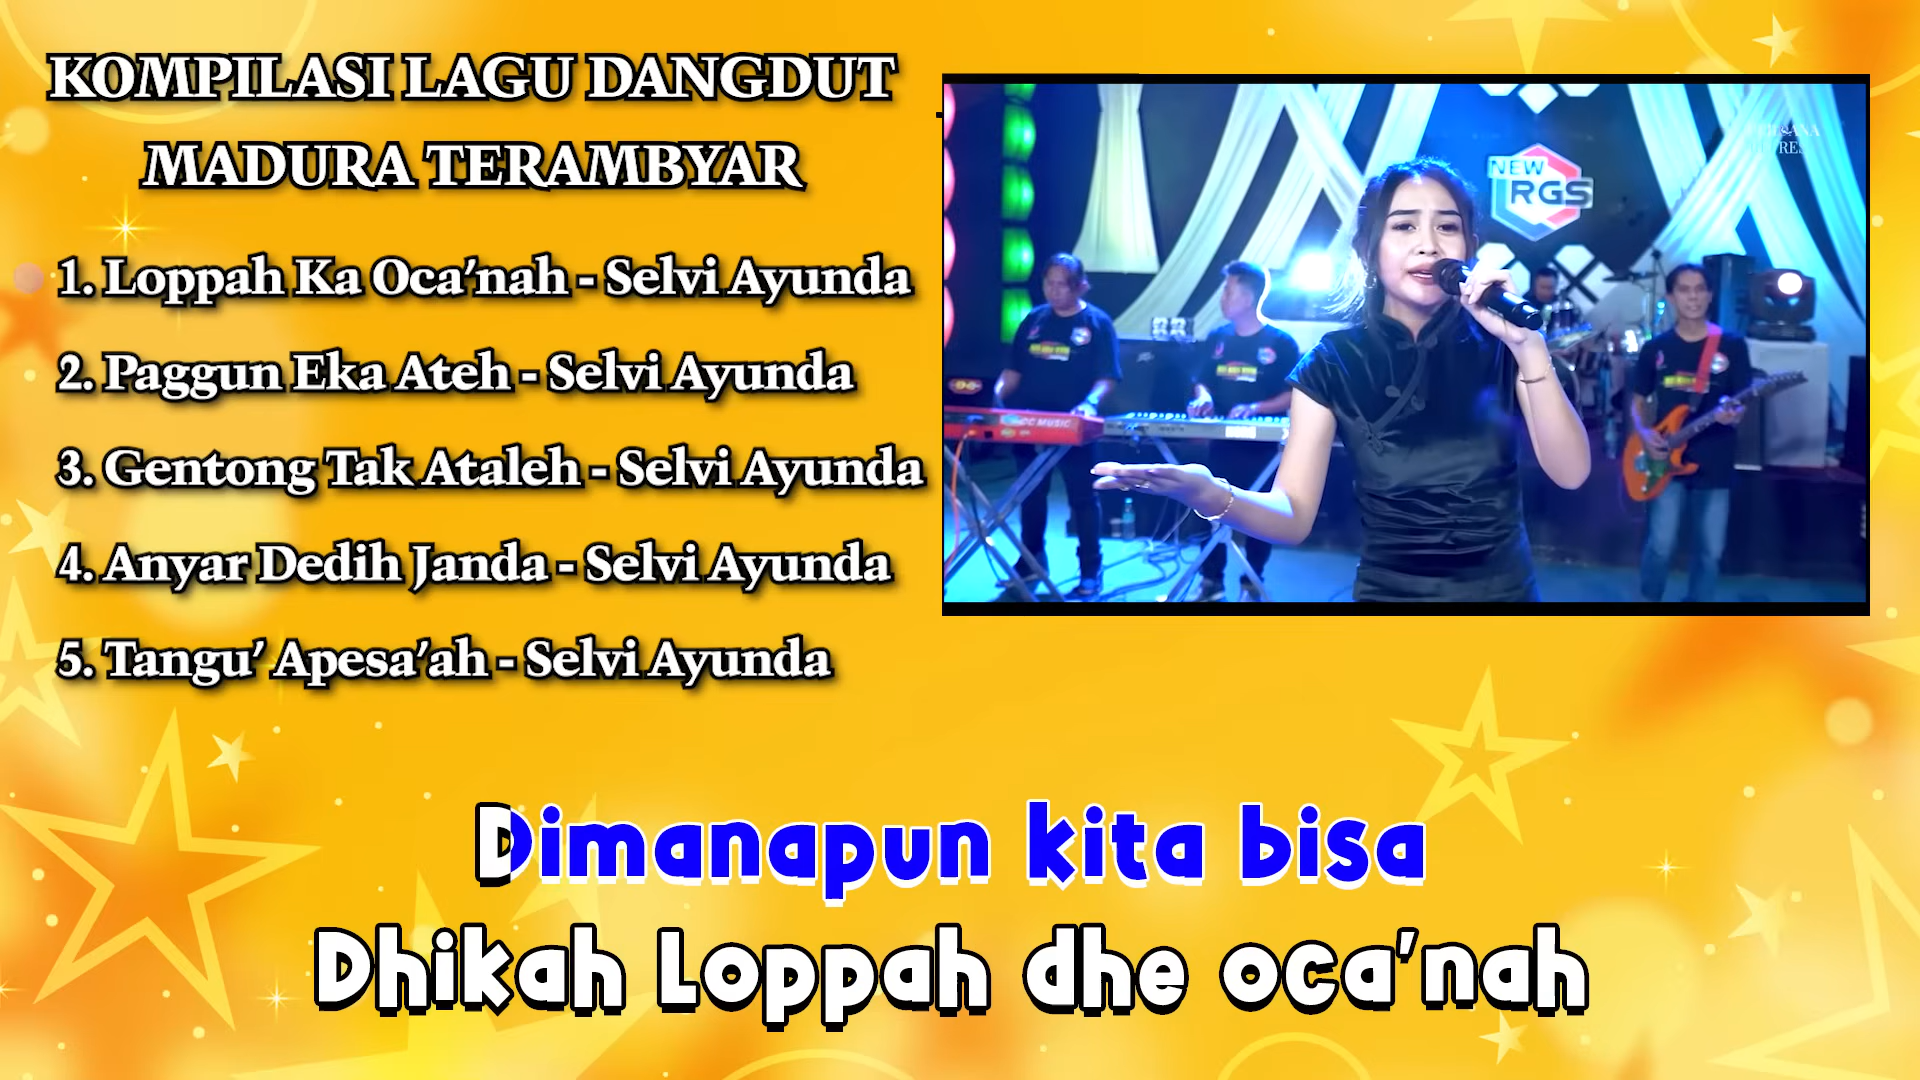 KOMPILASI LAGU DANGDUT
MADURA TERAMBYAR
1. Loppah Ka Oca'nah - Selvi Ayunda
2. Paggun Eka Ateh - Selvi Ayunda
3. Gentong Tak Ataleh - Selvi Ayunda
4. Anyar Dedih Janda - Selvi Ayunda
5. Tangu' Apesa'ah - Selvi Ayunda
NEW
RGS
Dimanapun kita bisa
Dhikah Loppah dhe oca'nah